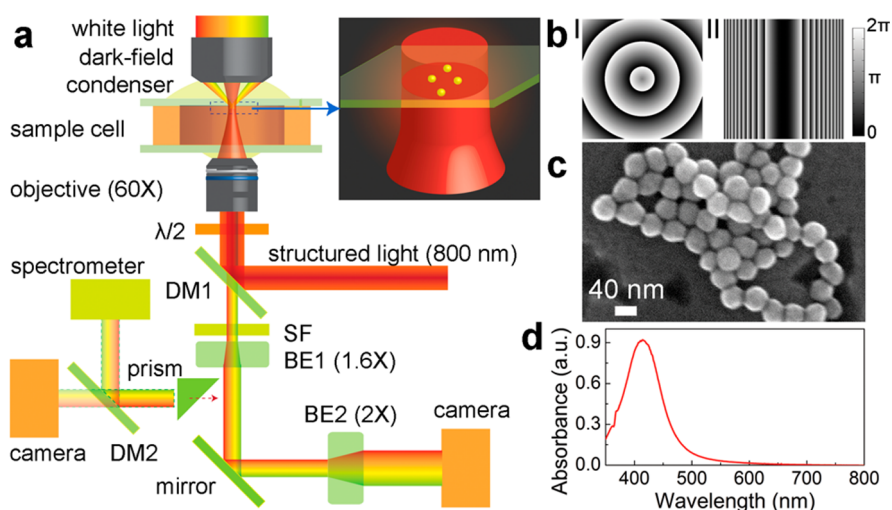 a
white light
dark-field
condenser
sample cell
objective (60X)
λ/2
structured light (800 nm)
spectrometer
DM1
SF
prism
BE1 (1.6X)
BE2 (2X)
camera
camera
DM2
mirror
b
I
II
2π
π
0
c
40 nm
d
Absorbance (a.u.)
0.9
0.6
0.3
0.0
400
500
600
700
800
Wavelength (nm)